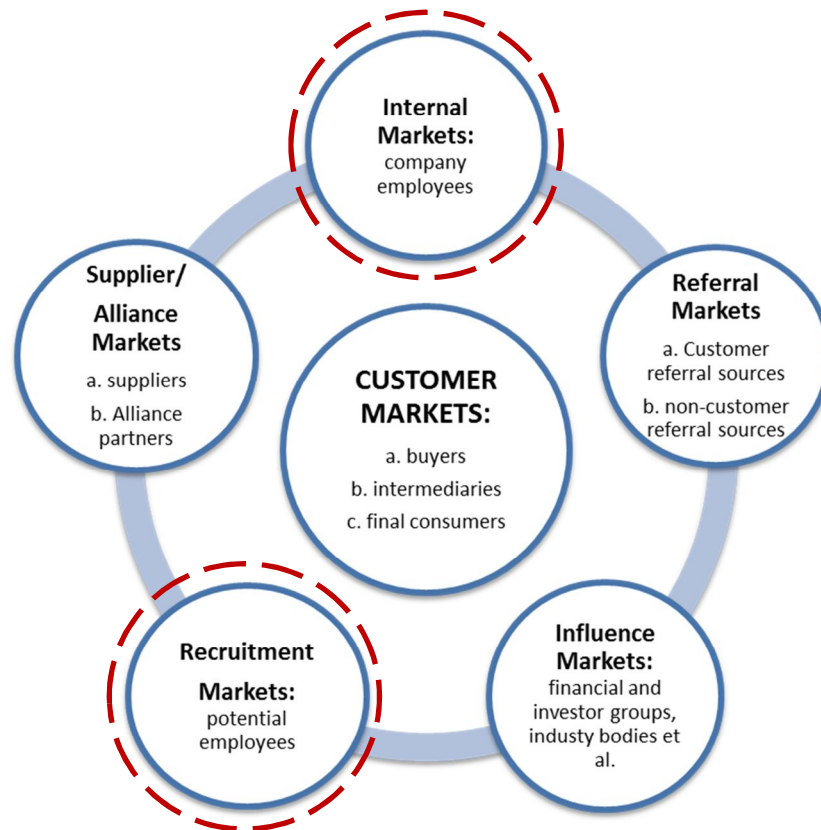 Internal
Markets:
company
employees
Supplier/
Alliance
Markets
a. suppliers
b. Alliance
partners
Referral
Markets
a. Customer
referral sources
b. non-customer
referral sources
CUSTOMER
MARKETS:
a. buyers
b. intermediaries
c. final consumers
Recruitment
Markets:
potential
employees
Influence
Markets:
financial and
investor groups,
industy bodies et
al.